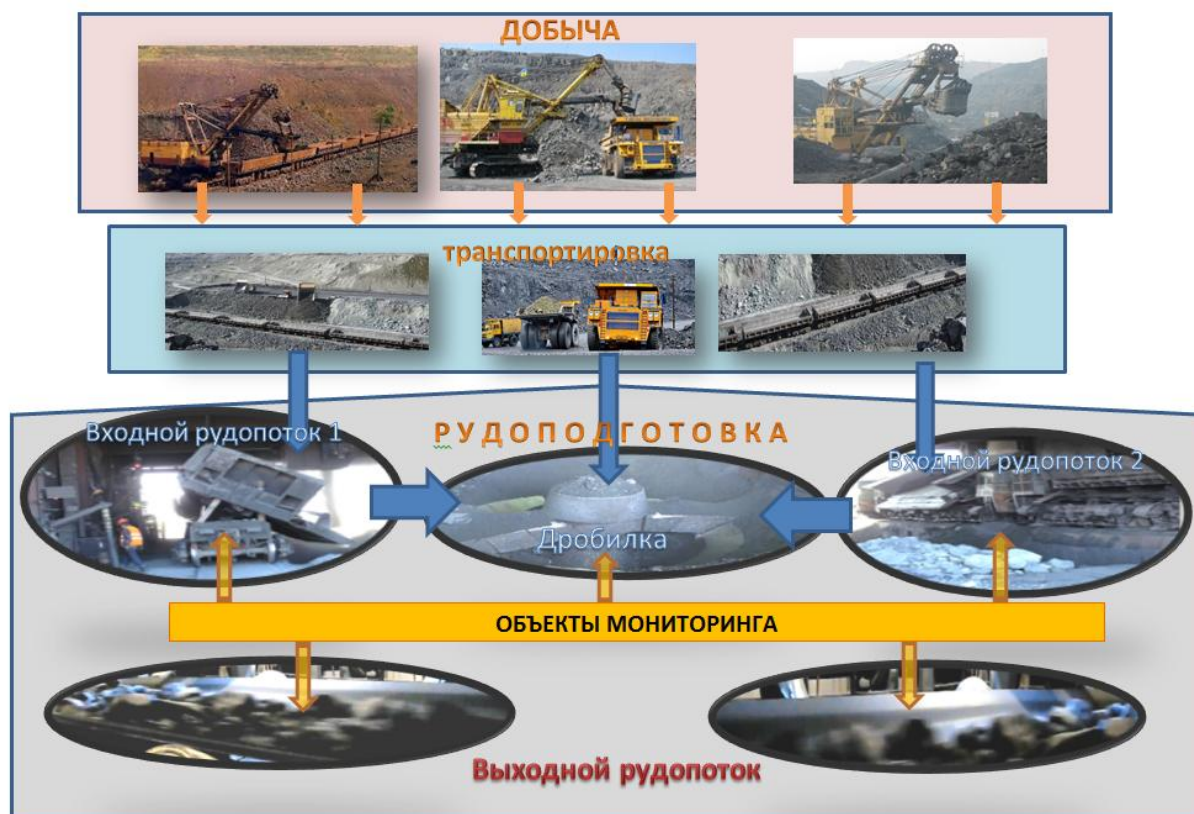 ДОБЫЧА
транспортировка
Входной рудопоток 1
РУДОПОДГОТОВКА
Входной рудопоток 2
Дробилка
ОБЪЕКТЫ МОНИТОРИНГА
Выходной рудопоток